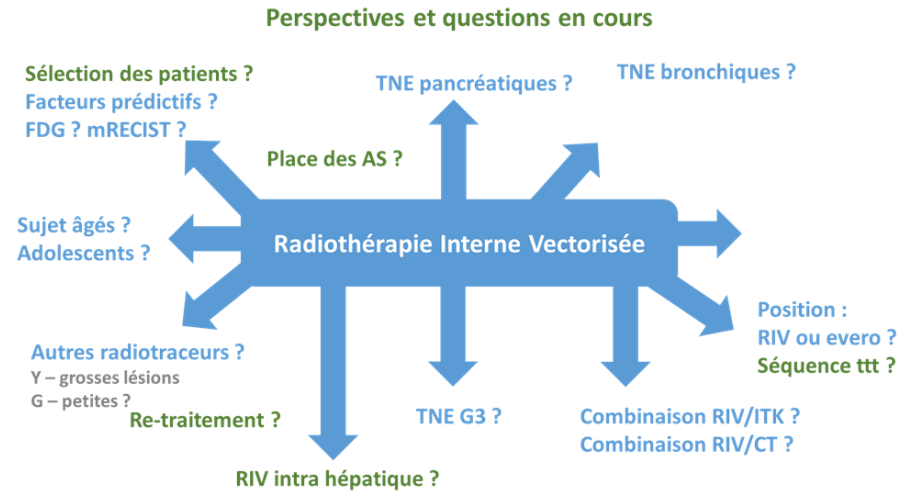 Perspectives et questions en cours
Sélection des patients ?
Facteurs prédictifs ?
FDG ? mRECIST ?
TNE pancréatiques ?
TNE bronchiques ?
Place des AS ?
Sujet âgés ?
Adolescents ?
Radiothérapie Interne Vectorisée
Position :
RIV ou evero ?
Séquence ttt ?
Autres radiotraceurs ?
Y – grosses lésions
G – petites ?
Re-traitement ?
TNE G3 ?
Combinaison RIV/ITK ?
Combinaison RIV/CT ?
RIV intra hépatique ?